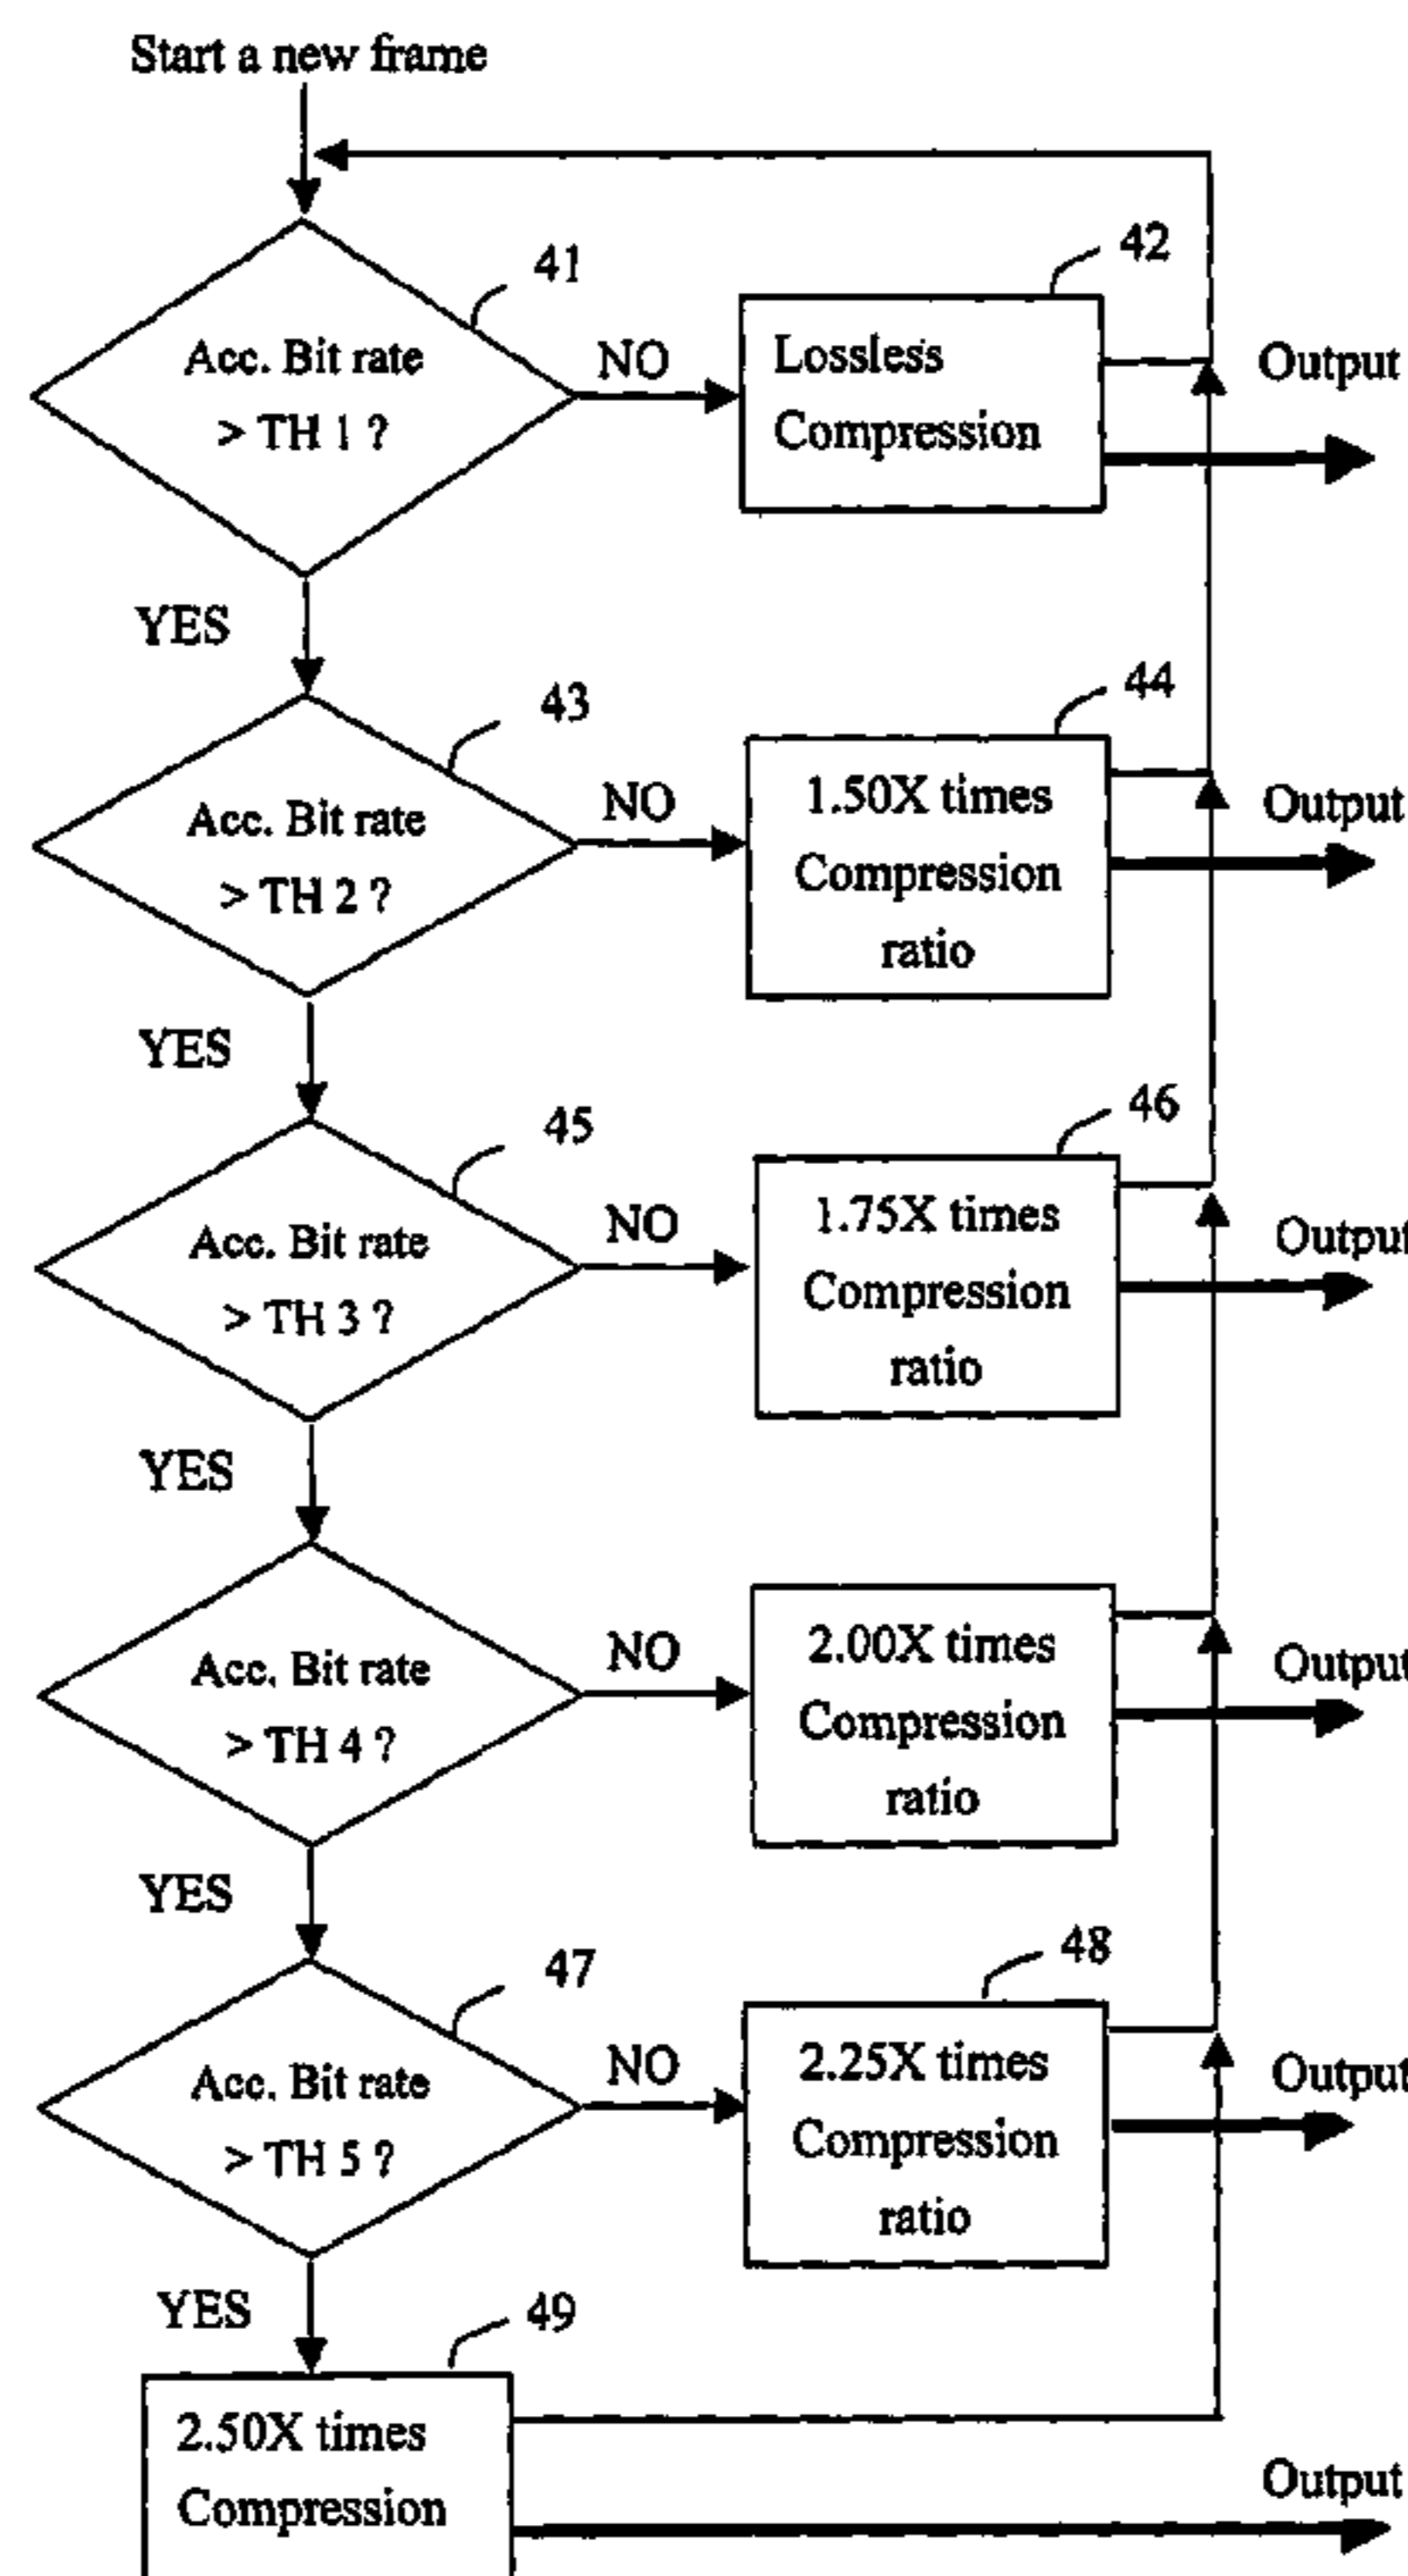 Start a new frame
41
Acc. Bit rate
> TH 1 ?
NO
42
Lossless
Compression
Output
YES
43
Acc. Bit rate
> TH 2 ?
NO
44
1.50X times
Compression
ratio
Output
YES
45
Acc. Bit rate
> TH 3 ?
NO
46
1.75X times
Compression
ratio
Output
YES
Acc. Bit rate
> TH 4 ?
NO
2.00X times
Compression
ratio
Output
YES
47
Acc. Bit rate
> TH 5 ?
NO
48
2.25X times
Compression
ratio
Output
YES
49
2.50X times
Compression
Output